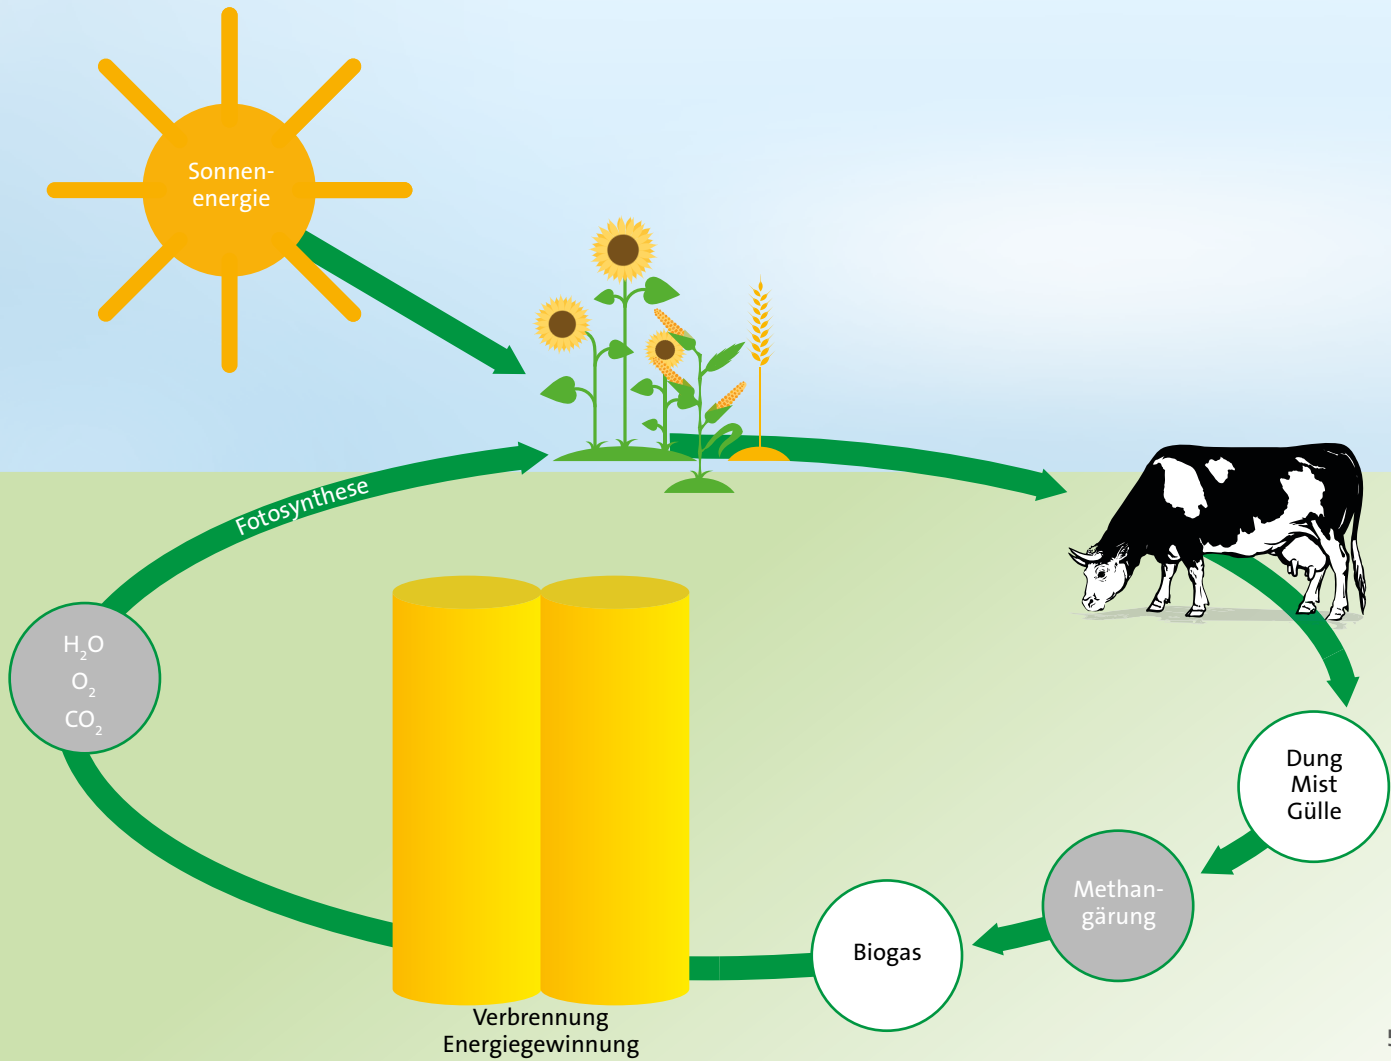 Sonnen-
energie
Fotosynthese
H₂O
O₂
CO₂
Dung
Mist
Gülle
Methan-
gärung
Biogas
Verbrennung
Energiegewinnung